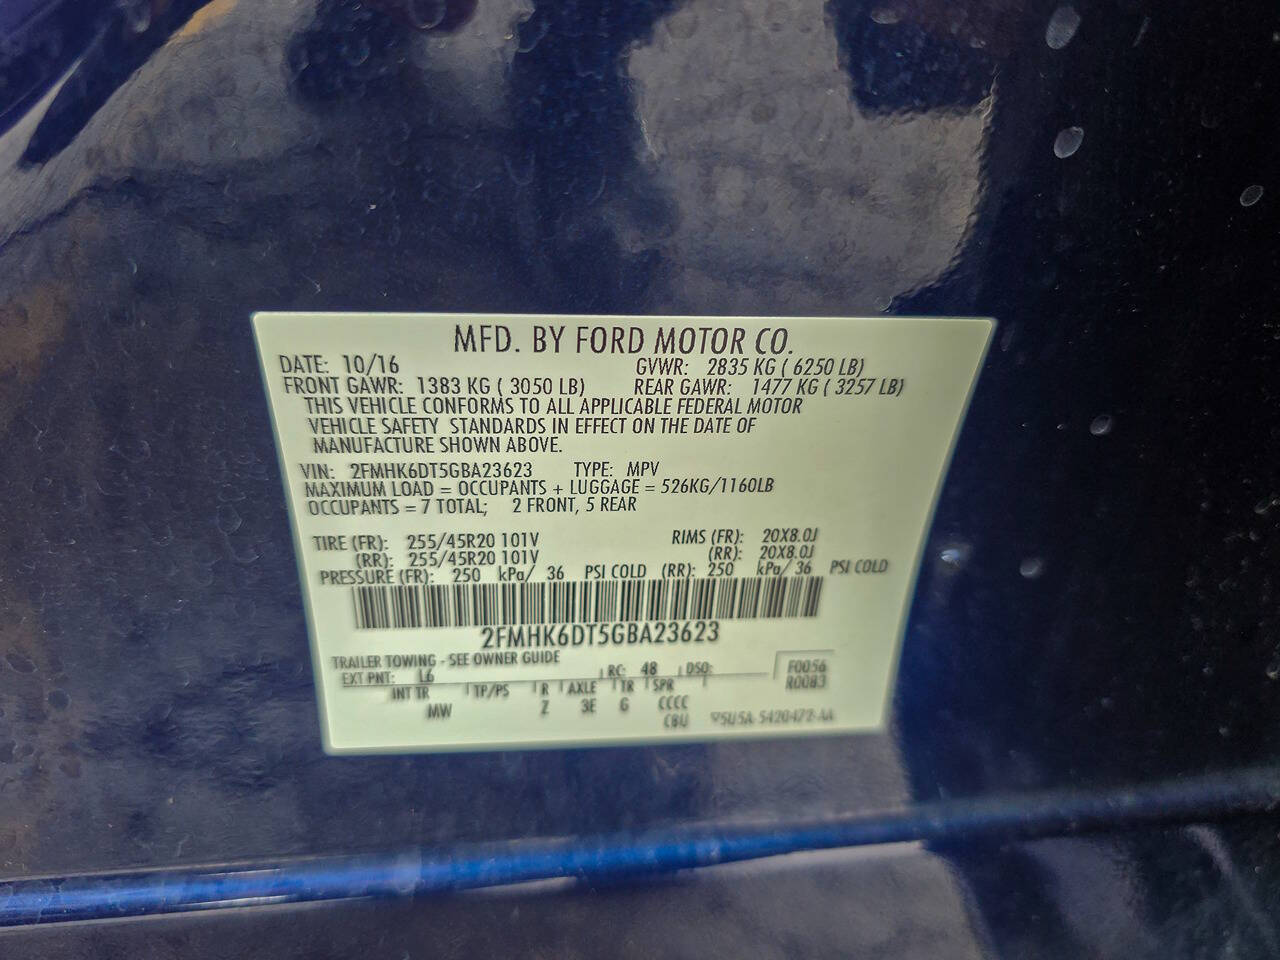 MFD. BY FORD MOTOR CO.
DATE: 10/16 GVWR: 2835 KG ( 6250 LB)
FRONT GAWR: 1383 KG ( 3050 LB) REAR GAWR: 1477 KG ( 3257 LB)
THIS VEHICLE CONFORMS TO ALL APPLICABLE FEDERAL MOTOR
VEHICLE SAFETY STANDARDS IN EFFECT ON THE DATE OF
MANUFACTURE SHOWN ABOVE.
VIN: 2FMHK6DT5GBA23623 TYPE: MPV
MAXIMUM LOAD = OCCUPANTS + LUGGAGE = 526KG/1160LB
OCCUPANTS = 7 TOTAL; 2 FRONT, 5 REAR
TIRE (FR): 255/45R20 101V RIMS (FR): 20X8.0J
(RR): 255/45R20 101V (RR): 20X8.0J
PRESSURE (FR): 250 kPa/ 36 PSI COLD (RR): 250 kPa/ 36 PSI COLD
2FMHK6DT5GBA23623
TRAILER TOWING - SEE OWNER GUIDE
EXT PNT: L6 RC: 48 DSO: F0056
R0083
INT TR TP/PS R AXLE TR SPR
MW Z 3E G CCCC
CBU 5U5A-5420472-AA